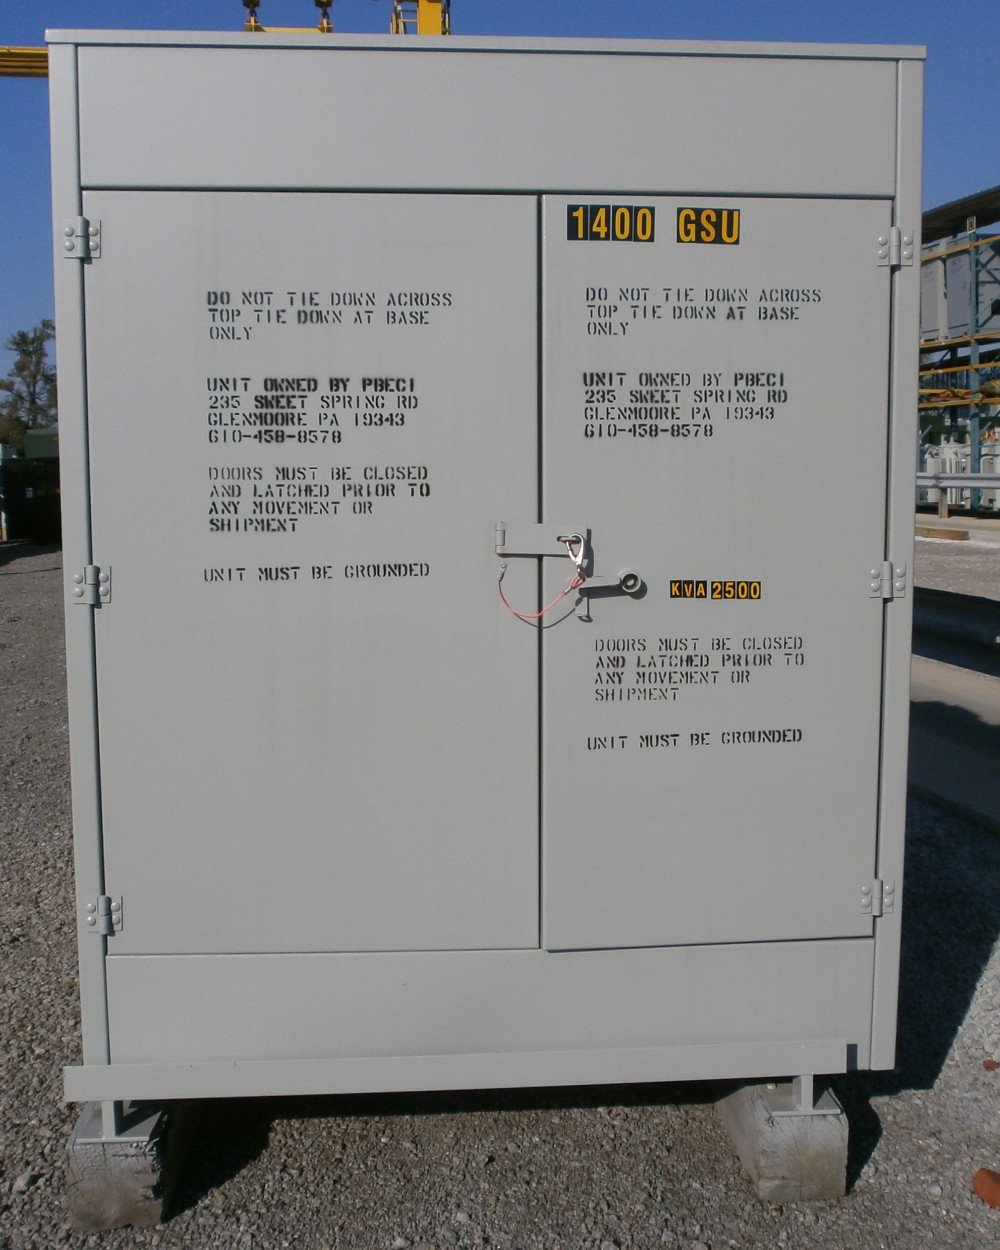 1400 GSU
DO NOT TIE DOWN ACROSS
TOP TIE DOWN AT BASE
ONLY
UNIT OWNED BY PBECI
235 SWEET SPRING RD
GLENMOORE PA 19343
610-458-8578
DOORS MUST BE CLOSED
AND LATCHED PRIOR TO
ANY MOVEMENT OR
SHIPMENT
UNIT MUST BE GROUNDED
DO NOT TIE DOWN ACROSS
TOP TIE DOWN AT BASE
ONLY
UNIT OWNED BY PBECI
235 SWEET SPRING RD
GLENMOORE PA 19343
610-458-8578
KVA 2500
DOORS MUST BE CLOSED
AND LATCHED PRIOR TO
ANY MOVEMENT OR
SHIPMENT
UNIT MUST BE GROUNDED